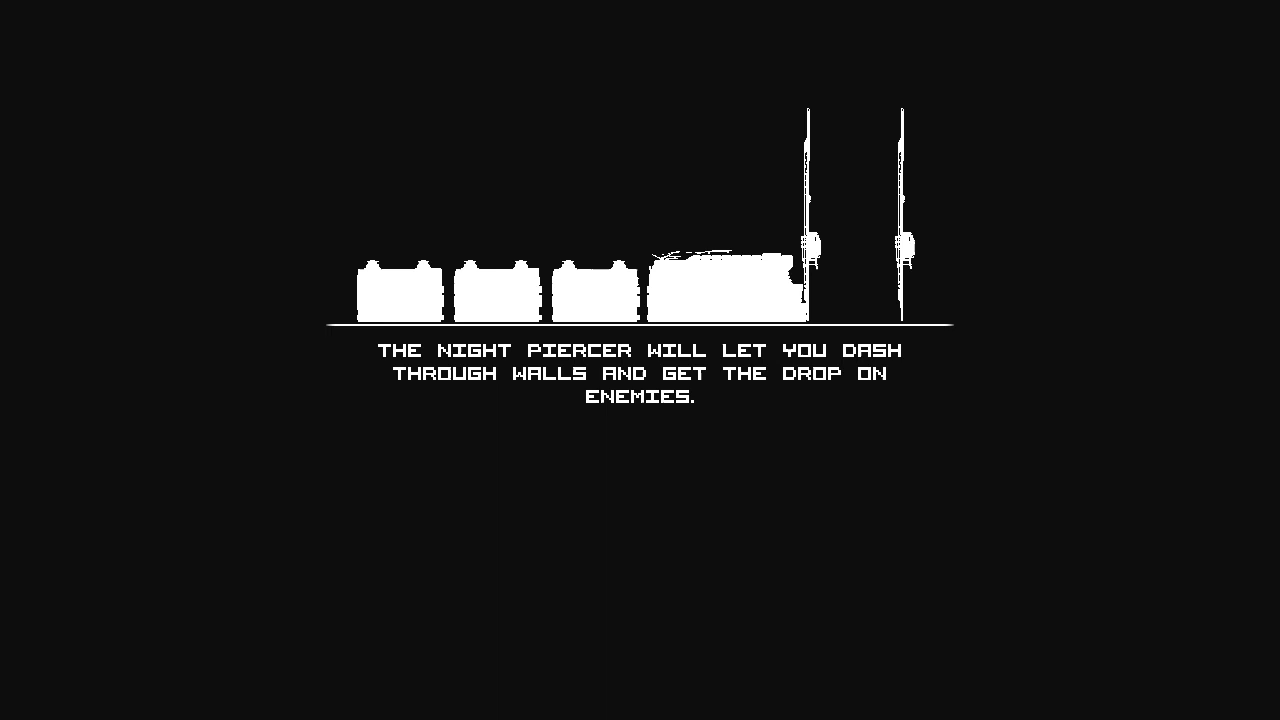 THE NIGHT PIERCER WILL LET YOU DASH
THROUGH WALLS AND GET THE DROP ON
ENEMIES.